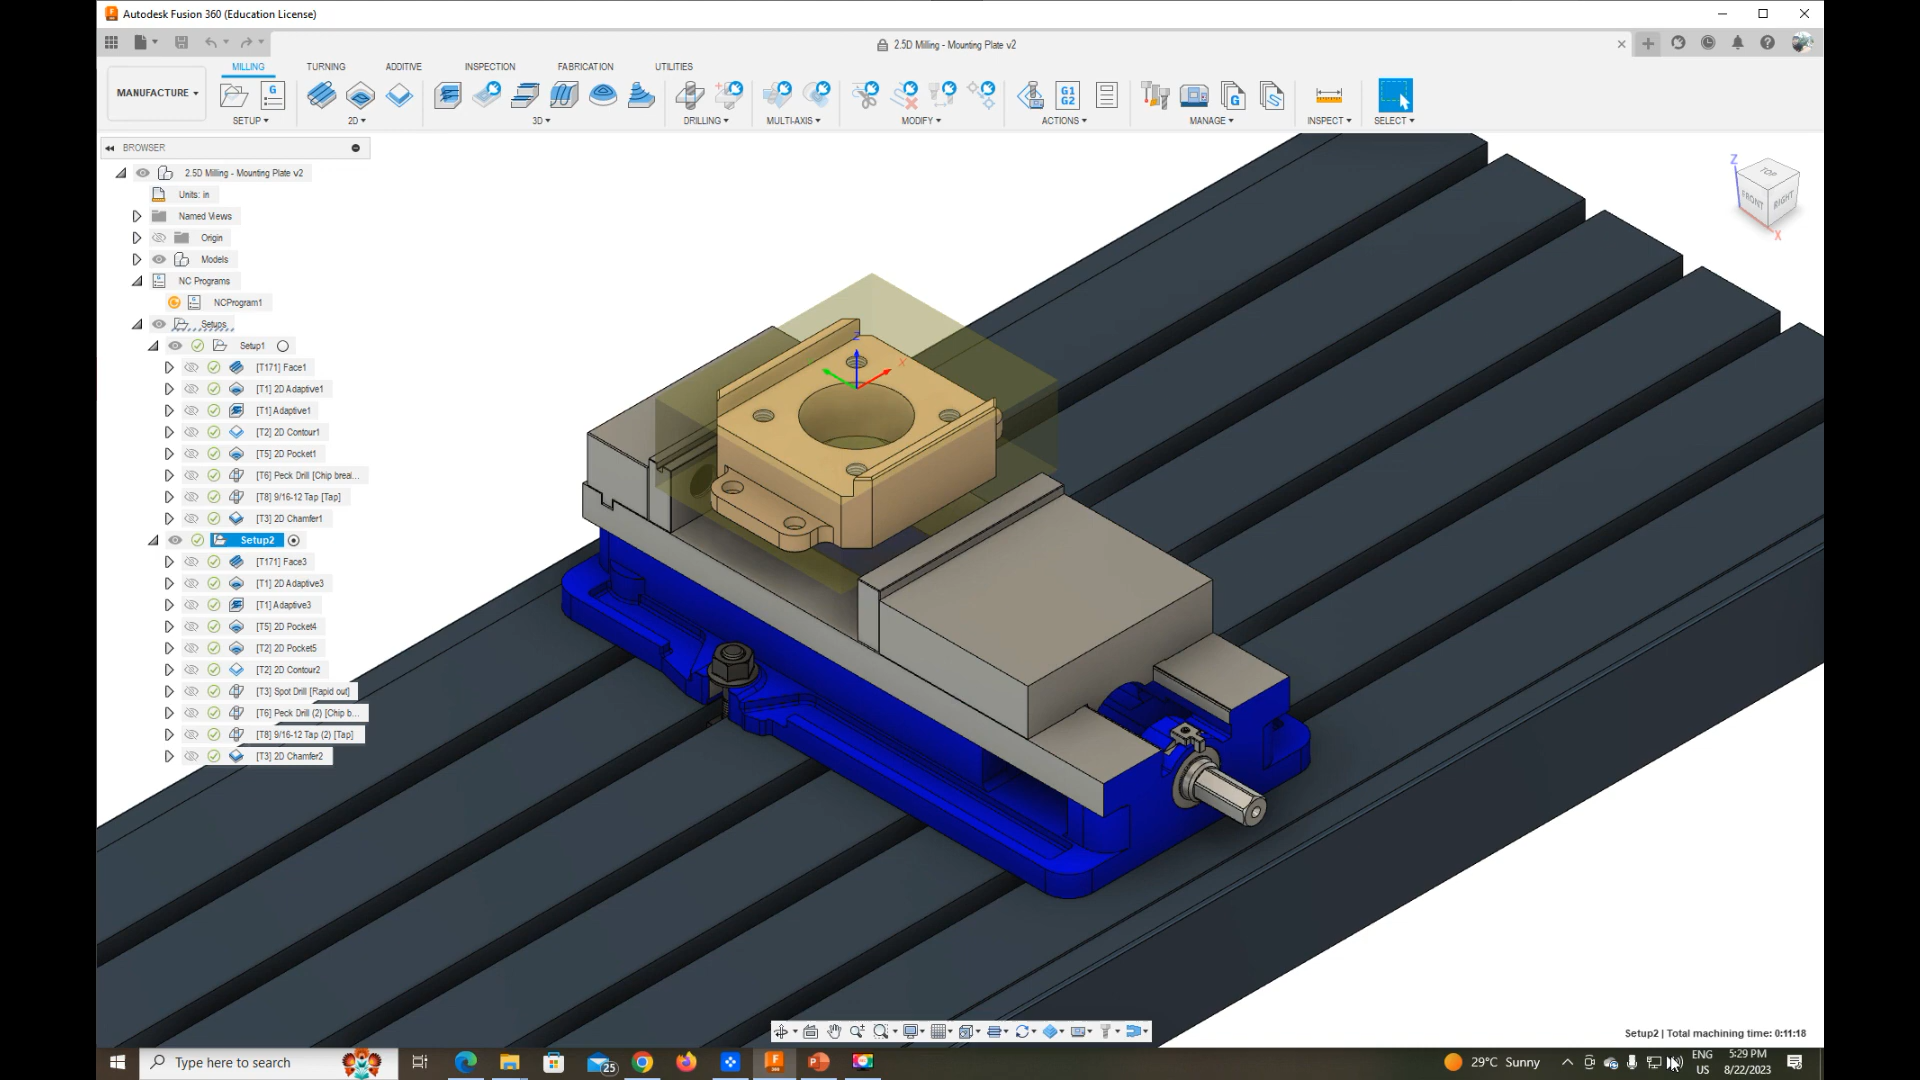 Autodesk Fusion 360 (Education License)
2.5D Milling - Mounting Plate v2
MILLING TURNING ADDITIVE INSPECTION FABRICATION UTILITIES
MANUFACTURE
G G1 G2 G
SETUP 2D 3D DRILLING MULTI-AXIS MODIFY ACTIONS MANAGE INSPECT SELECT
BROWSER
2.5D Milling - Mounting Plate v2
Units: in
Named Views
Origin
Models
NC Programs
NCProgram1
Setups
Setup1
[T171] Face1
[T1] 2D Adaptive1
[T1] Adaptive1
[T2] 2D Contour1
[T5] 2D Pocket1
[T6] Peck Drill [Chip brea...
[T8] 9/16-12 Tap [Tap]
[T3] 2D Chamfer1
Setup2
[T171] Face3
[T1] 2D Adaptive3
[T1] Adaptive3
[T5] 2D Pocket4
[T2] 2D Pocket5
[T2] 2D Contour2
[T3] Spot Drill [Rapid out]
[T6] Peck Drill (2) [Chip b...
[T8] 9/16-12 Tap (2) [Tap]
[T3] 2D Chamfer2
Z
TOP
FRONT RIGHT
X
Z
X
Setup2 | Total machining time: 0:11:18
Type here to search
25
29°C Sunny
ENG
US
5:29 PM
8/22/2023